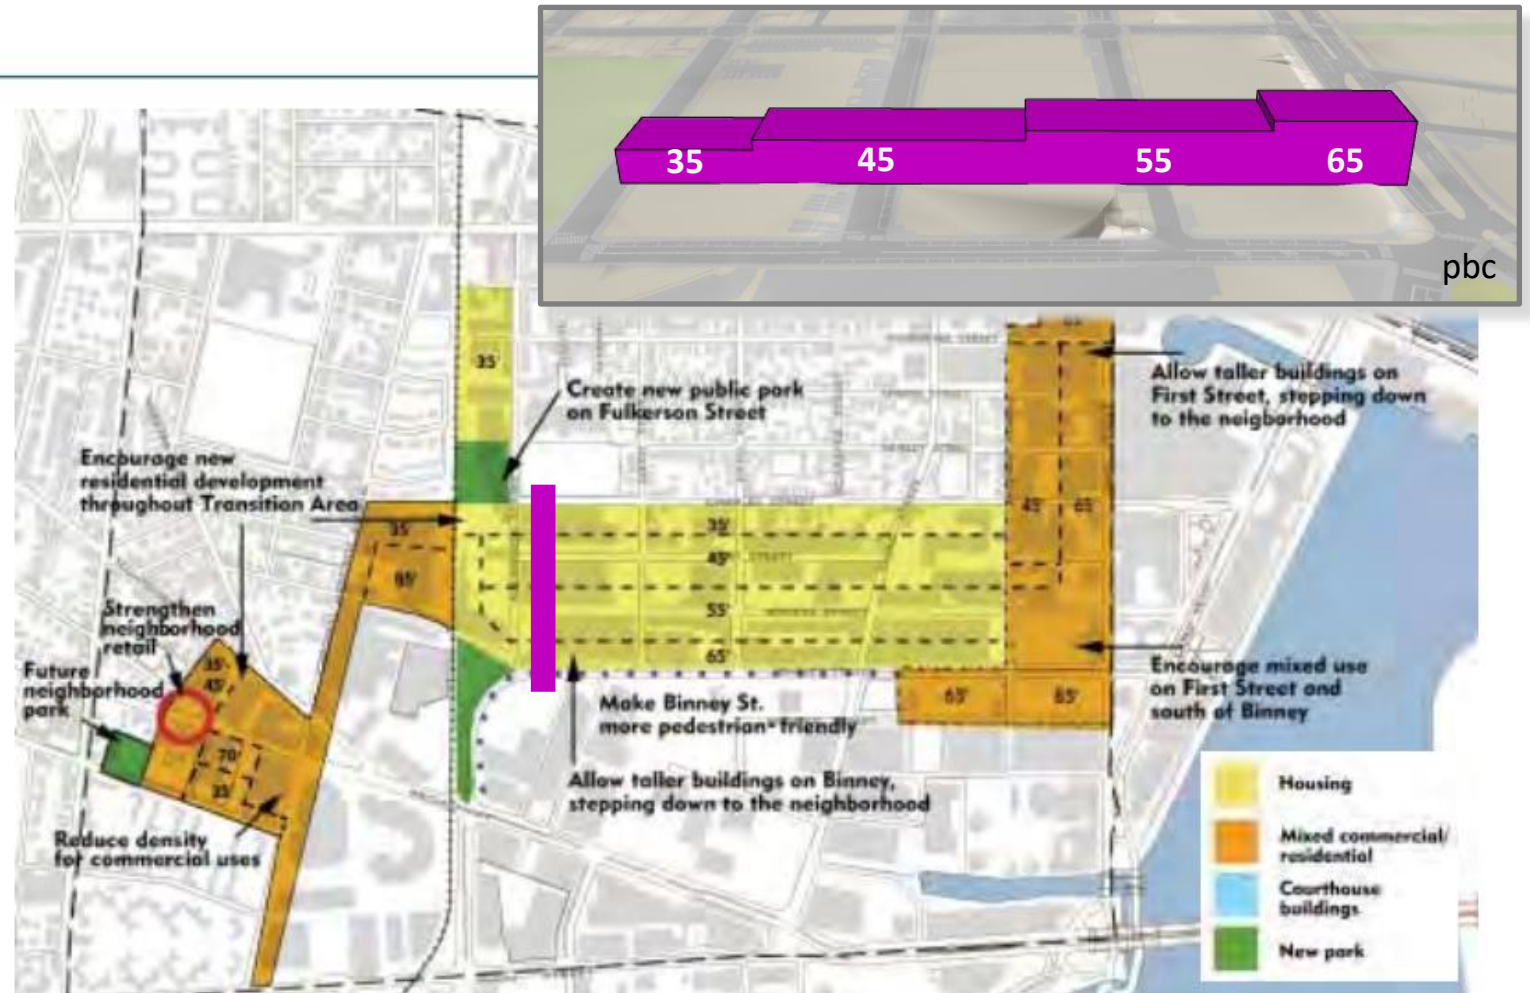 35
45
55
65
pbc
35'
Create new public park
on Fulkerson Street
Allow taller buildings on
First Street, stepping down
to the neigborhood
Encourage new
residential development
throughout Transition Area
35'
65'
35'
45'
STREET
55'
65'
45'
65'
Strengthen
neighborhood
retail
Future
neighborhood
park
35'-
45'
70'
35'
Reduce density
for commercial uses
Make Binney St.
more pedestrian-friendly
Allow taller buildings on Binney,
stepping down to the neighborhood
65'
65'
Encourage mixed use
on First Street and
south of Binney
Housing
Mixed commercial/
residential
Courthouse
buildings
New park